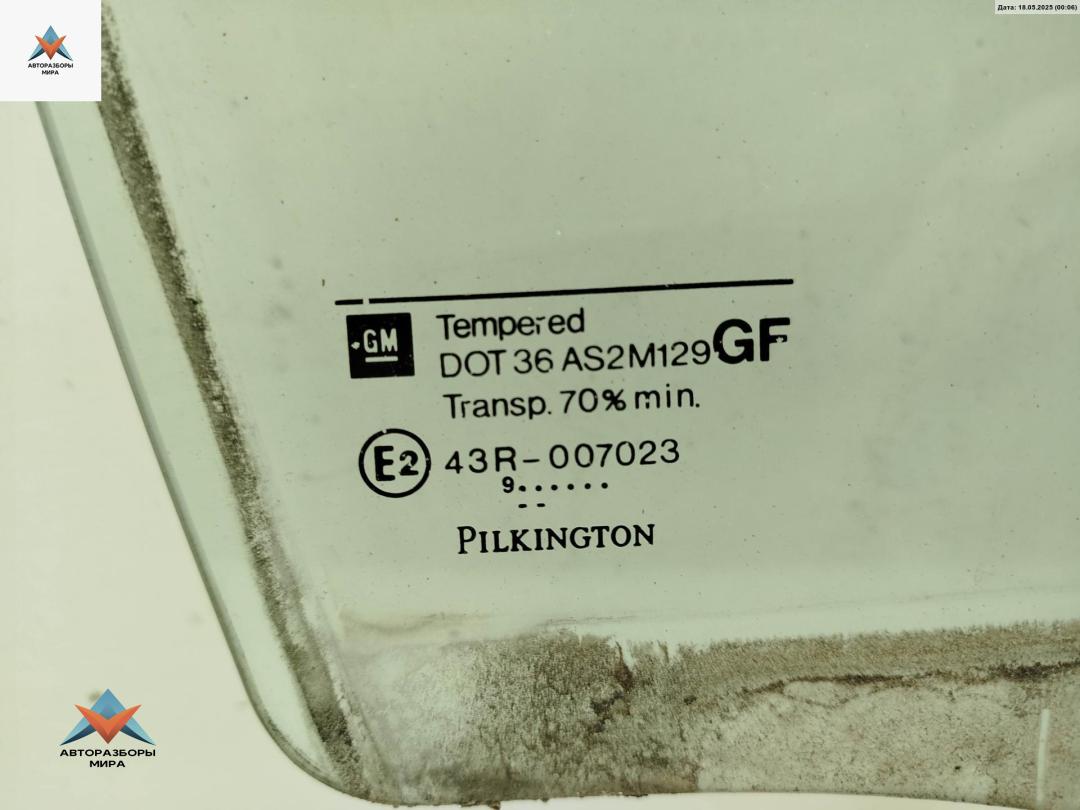 Дата: 18.05.2025 (00:06)
АВТОРАЗБОРЫ
МИРА
GM
Tempered
DOT 36 AS2M129 GF
Transp. 70% min.
E2 43R-007023
9......
--
PILKINGTON
АВТОРАЗБОРЫ
МИРА